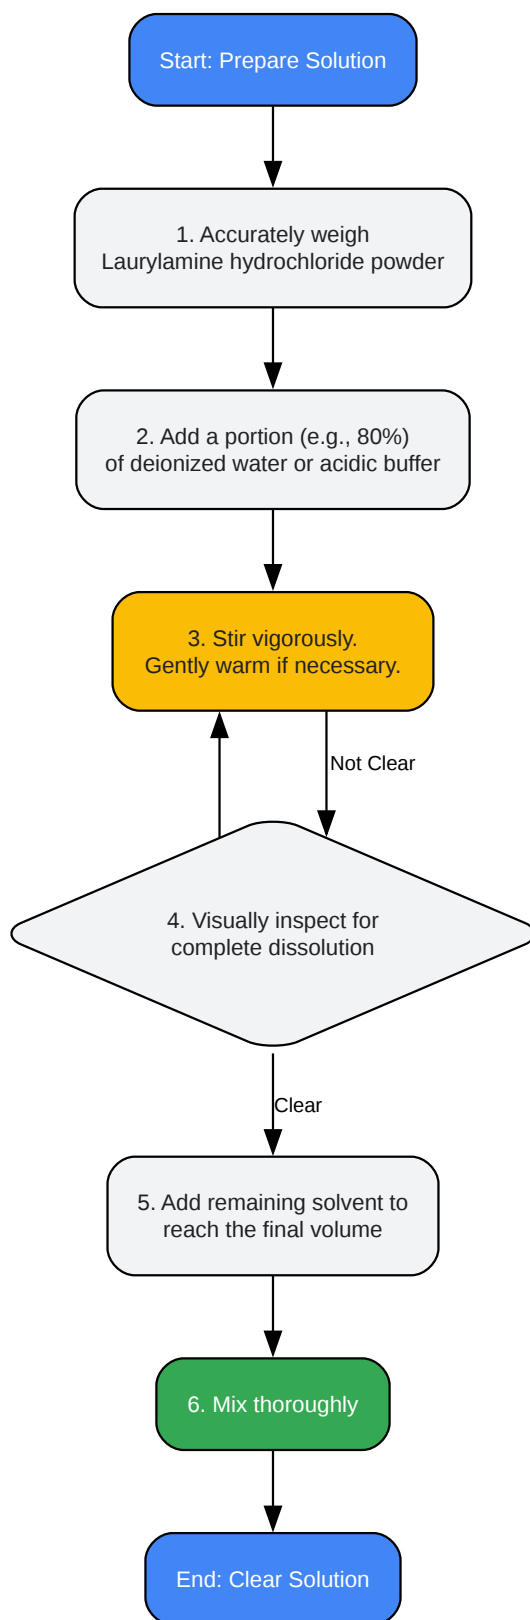 Start: Prepare Solution
1. Accurately weigh
Laurylamine hydrochloride powder
2. Add a portion (e.g., 80%)
of deionized water or acidic buffer
3. Stir vigorously.
Gently warm if necessary.
Not Clear
4. Visually inspect for
complete dissolution
Clear
5. Add remaining solvent to
reach the final volume
6. Mix thoroughly
End: Clear Solution